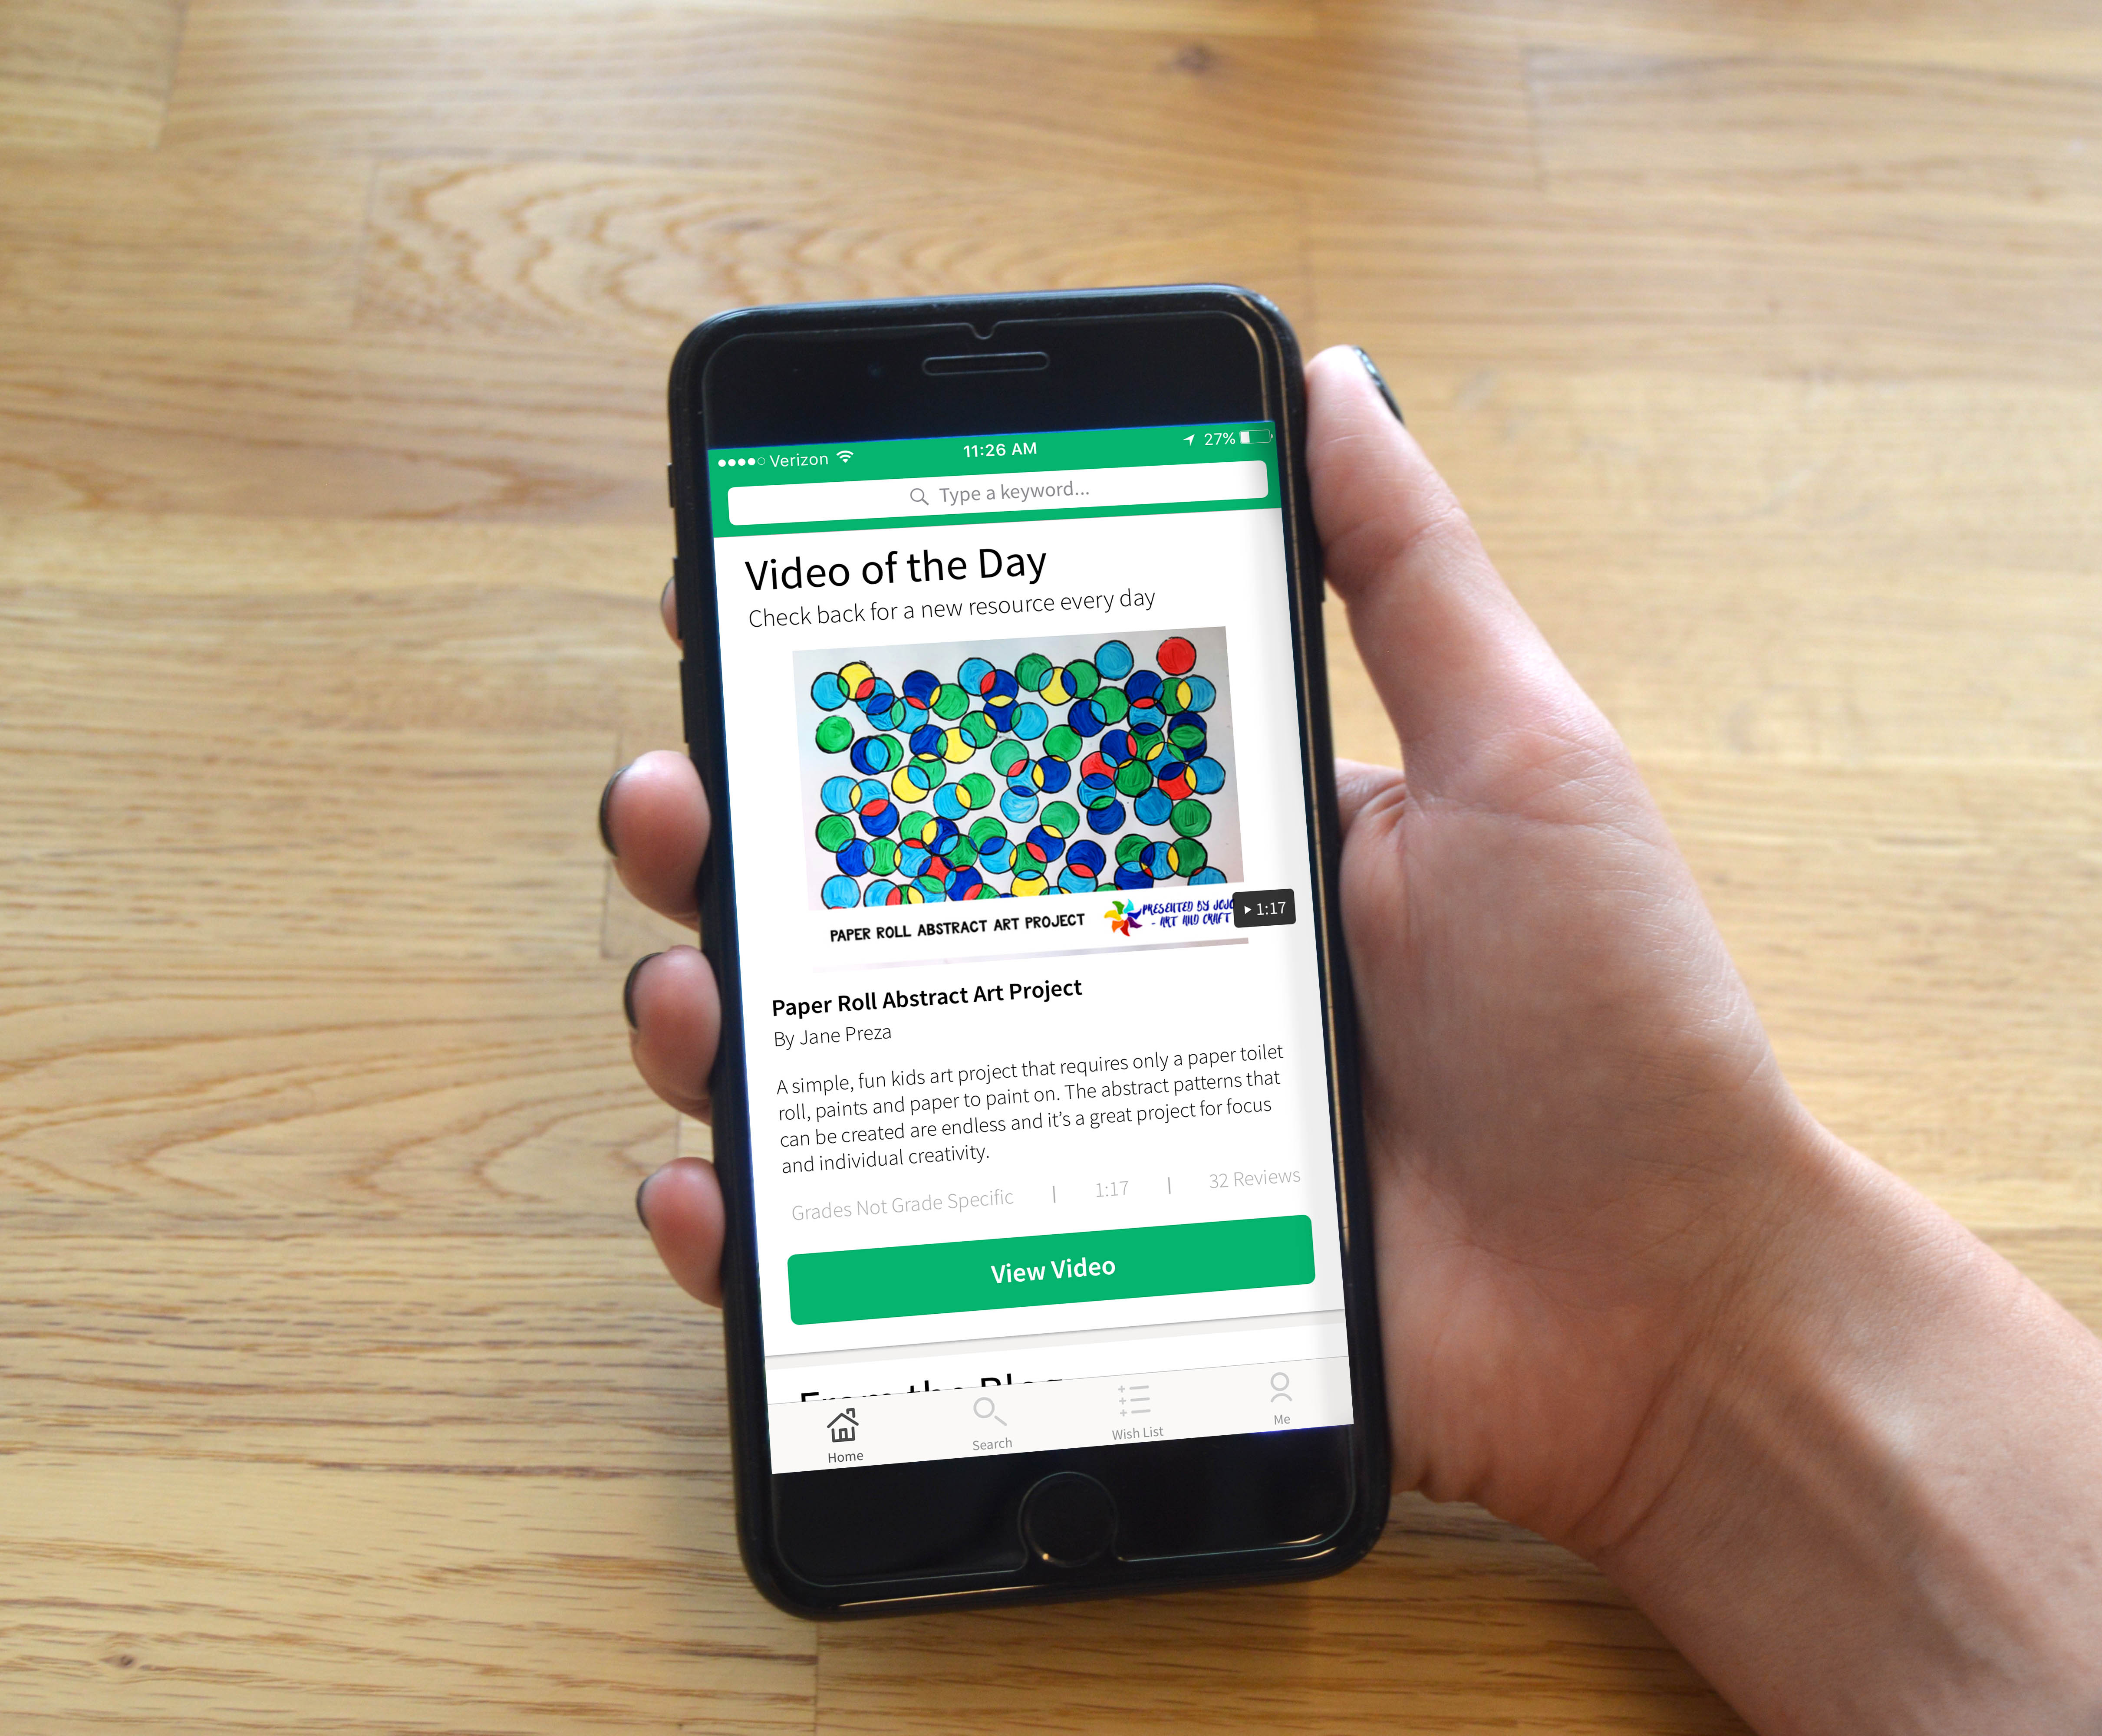 Verizon 11:26 AM 27%
Type a keyword...
Video of the Day
Check back for a new resource every day
PAPER ROLL ABSTRACT ART PROJECT
PRESENTED BY JOJO
- ART AND CRAFT
1:17
Paper Roll Abstract Art Project
By Jane Preza
A simple, fun kids art project that requires only a paper toilet
roll, paints and paper to paint on. The abstract patterns that
can be created are endless and it's a great project for focus
and individual creativity.
Grades Not Grade Specific | 1:17 | 32 Reviews
View Video
From the Blog
Home Search Wish List Me